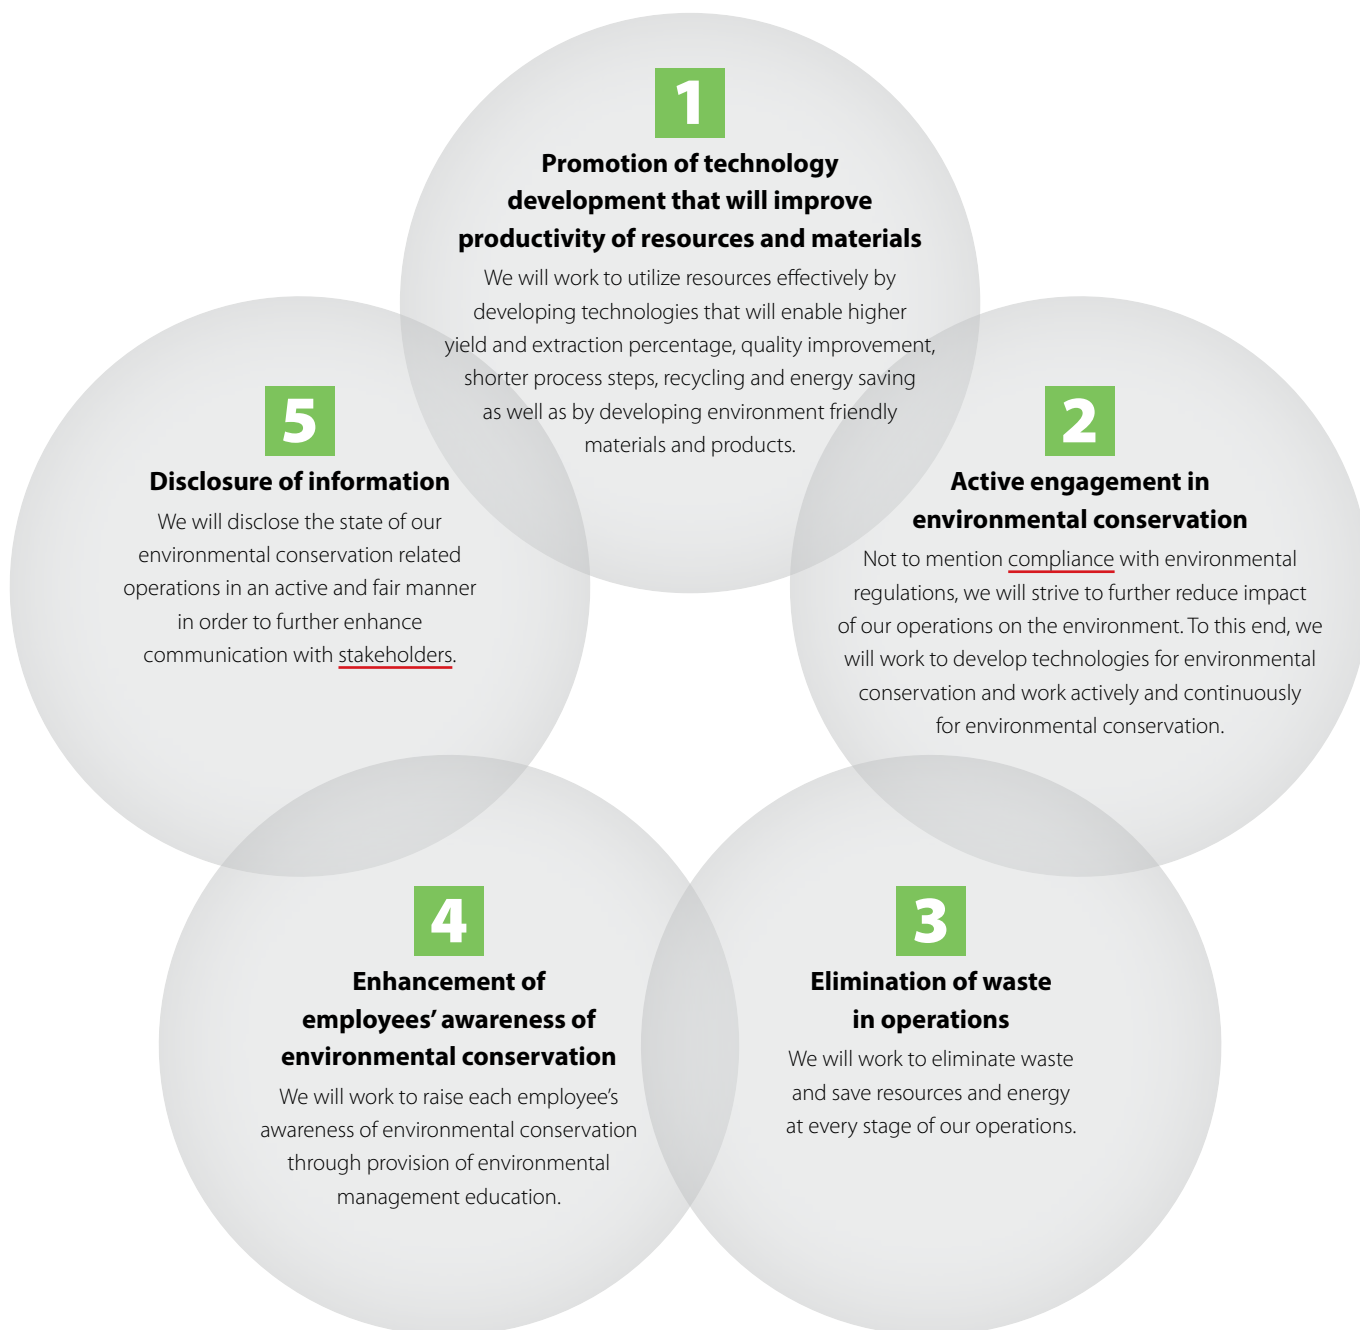 1
Promotion of technology
development that will improve
productivity of resources and materials
We will work to utilize resources effectively by
developing technologies that will enable higher
yield and extraction percentage, quality improvement,
shorter process steps, recycling and energy saving
as well as by developing environment friendly
materials and products.
2
Active engagement in
environmental conservation
Not to mention compliance with environmental
regulations, we will strive to further reduce impact
of our operations on the environment. To this end, we
will work to develop technologies for environmental
conservation and work actively and continuously
for environmental conservation.
3
Elimination of waste
in operations
We will work to eliminate waste
and save resources and energy
at every stage of our operations.
4
Enhancement of
employees’ awareness of
environmental conservation
We will work to raise each employee’s
awareness of environmental conservation
through provision of environmental
management education.
5
Disclosure of information
We will disclose the state of our
environmental conservation related
operations in an active and fair manner
in order to further enhance
communication with stakeholders.